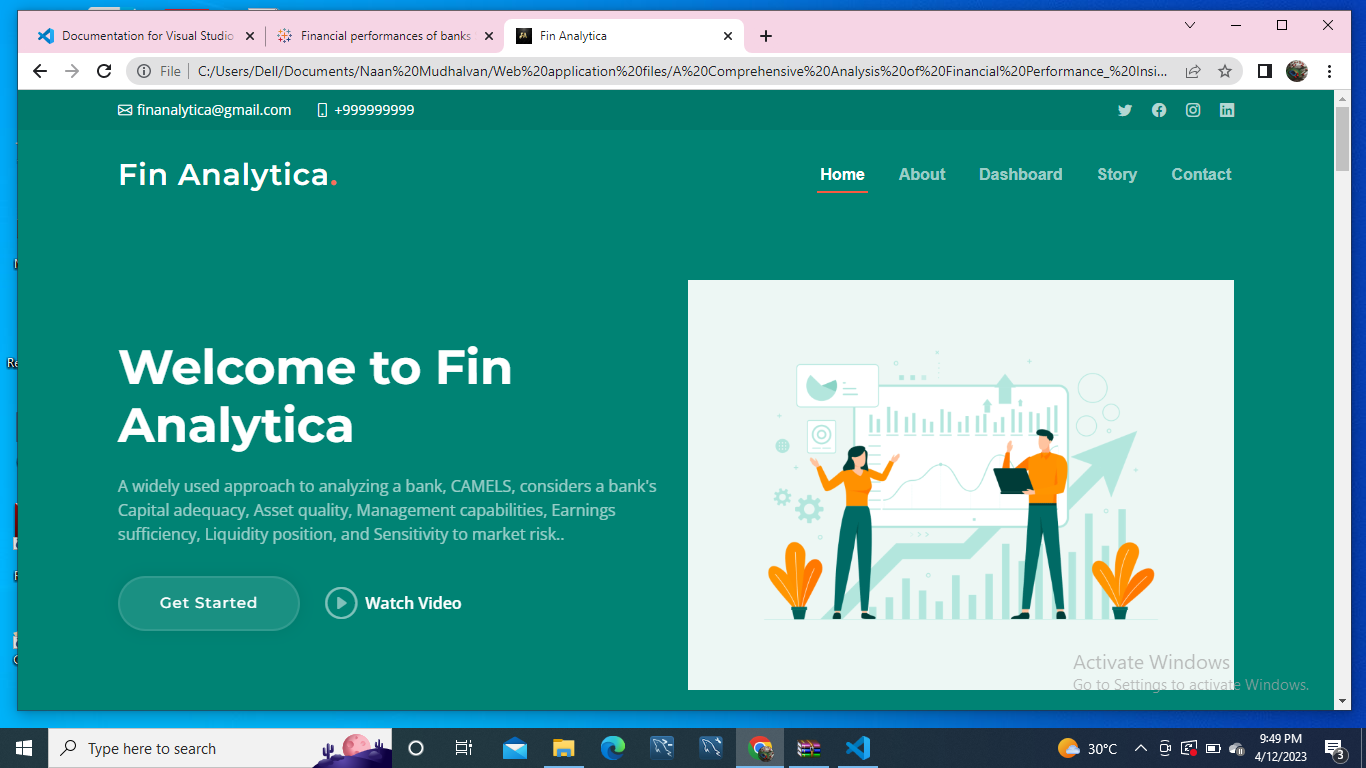 Documentation for Visual Studio
Financial performances of banks
Fin Analytica
File
C:/Users/Dell/Documents/Naan%20Mudhalvan/Web%20application%20files/A%20Comprehensive%20Analysis%20of%20Financial%20Performance_%20Insi...
finanalytica@gmail.com
+999999999
Fin Analytica.
Home
About
Dashboard
Story
Contact
Welcome to Fin
Analytica
A widely used approach to analyzing a bank, CAMELS, considers a bank's
Capital adequacy, Asset quality, Management capabilities, Earnings
sufficiency, Liquidity position, and Sensitivity to market risk..
Get Started
Watch Video
Activate Windows
Go to Settings to activate Windows.
Type here to search
30°C
9:49 PM
4/12/2023
3